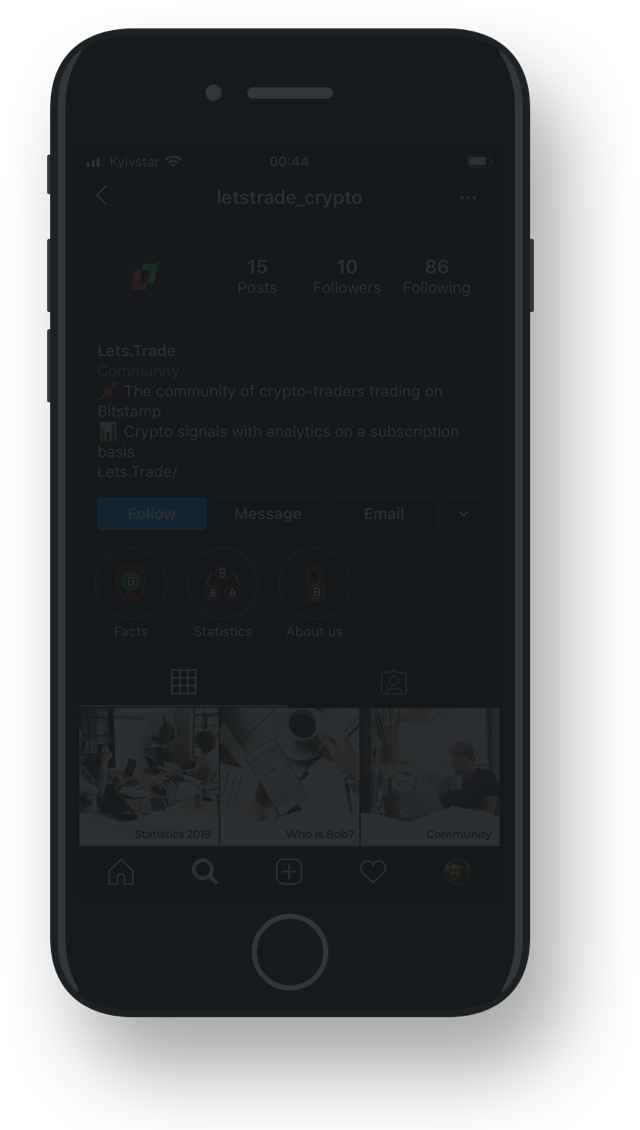 Kyivstar 00:44
letstrade_crypto
15 10 86
Posts Followers Following
Lets.Trade
Community
📌 The community of crypto-traders trading on
Bitstamp
📊 Crypto signals with analytics on a subscription
basis
Lets.Trade/
Follow Message Email
Facts Statistics About us
Statistics 2019 Who is Bob? Community